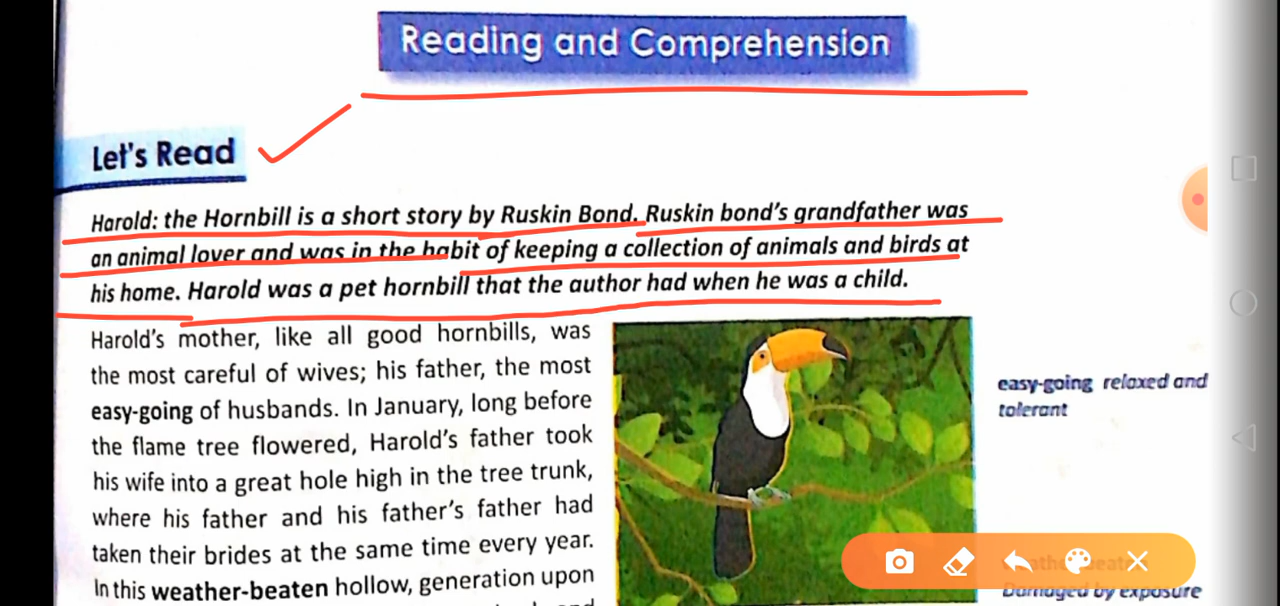 Reading and Comprehension
Let's Read
Harold: the Hornbill is a short story by Ruskin Bond. Ruskin bond's grandfather was
an animal lover and was in the habit of keeping a collection of animals and birds at
his home. Harold was a pet hornbill that the author had when he was a child.
Harold's mother, like all good hornbills, was
the most careful of wives; his father, the most
easy-going of husbands. In January, long before
the flame tree flowered, Harold's father took
his wife into a great hole high in the tree trunk,
where his father and his father's father had
taken their brides at the same time every year.
In this weather-beaten hollow, generation upon
easy-going relaxed and
tolerant
Damaged by exposure